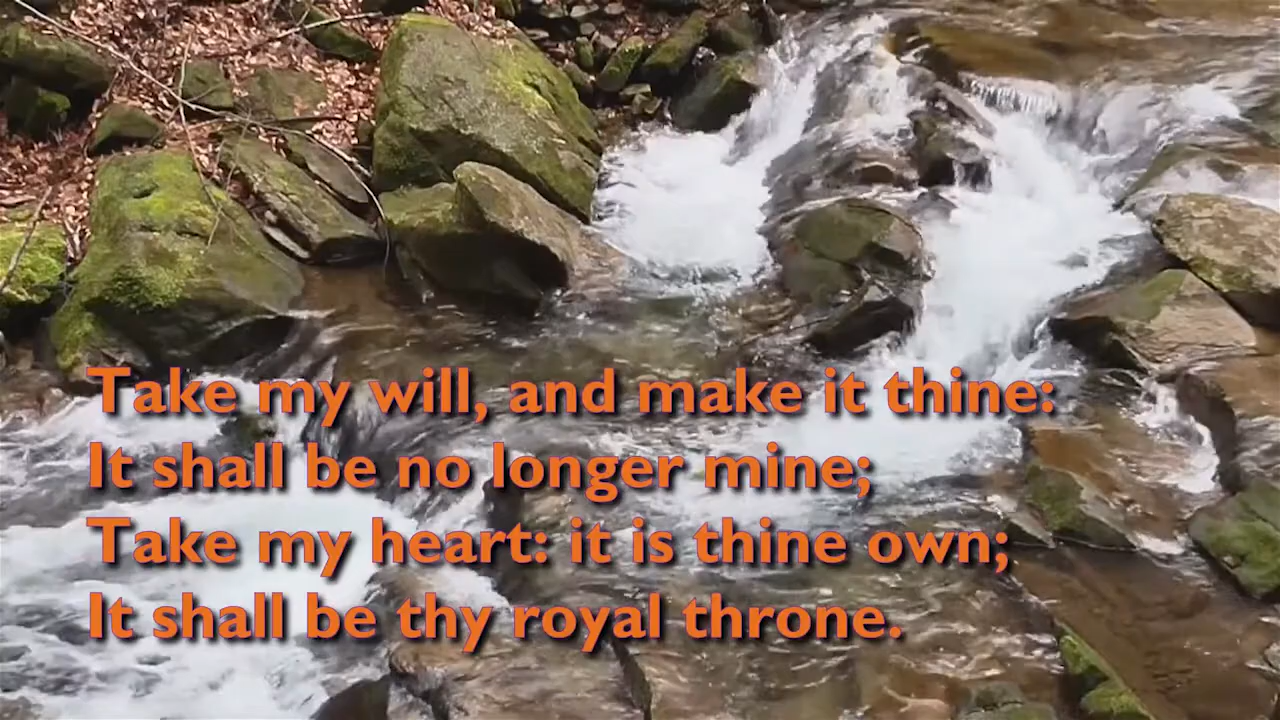 Take my will, and make it thine:
It shall be no longer mine;
Take my heart: it is thine own;
It shall be thy royal throne.